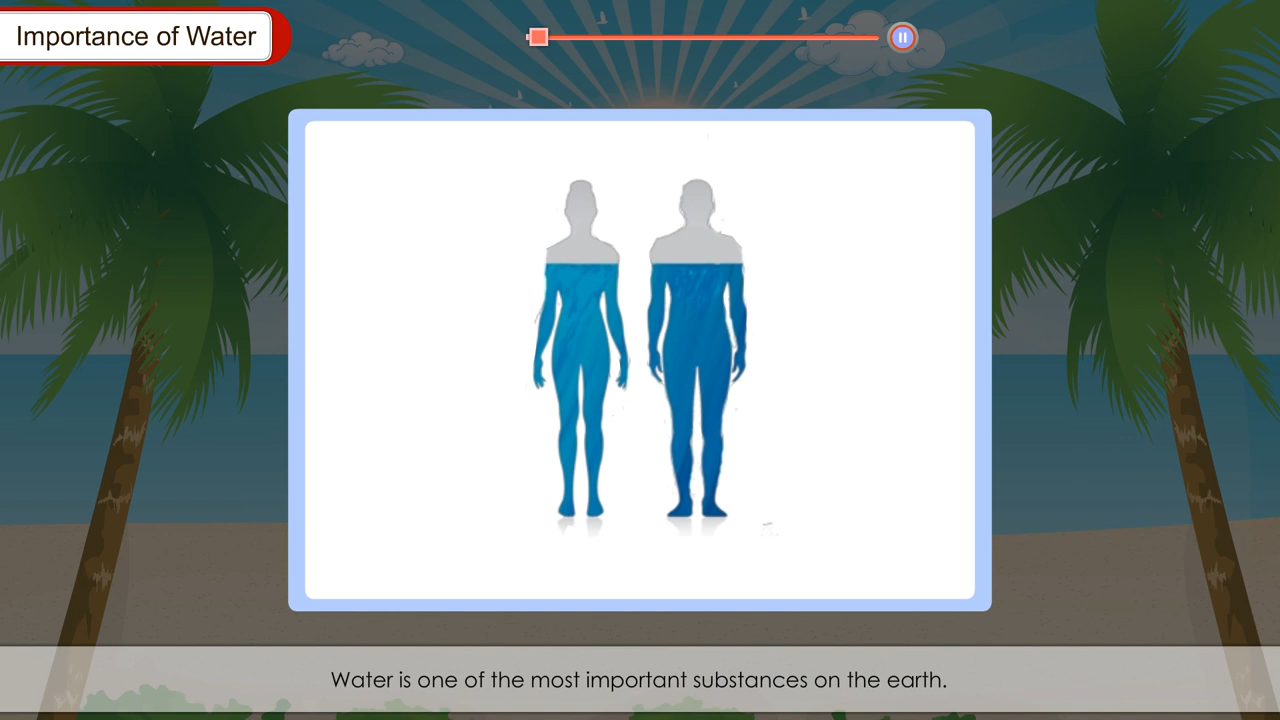 Importance of Water
Water is one of the most important substances on the earth.